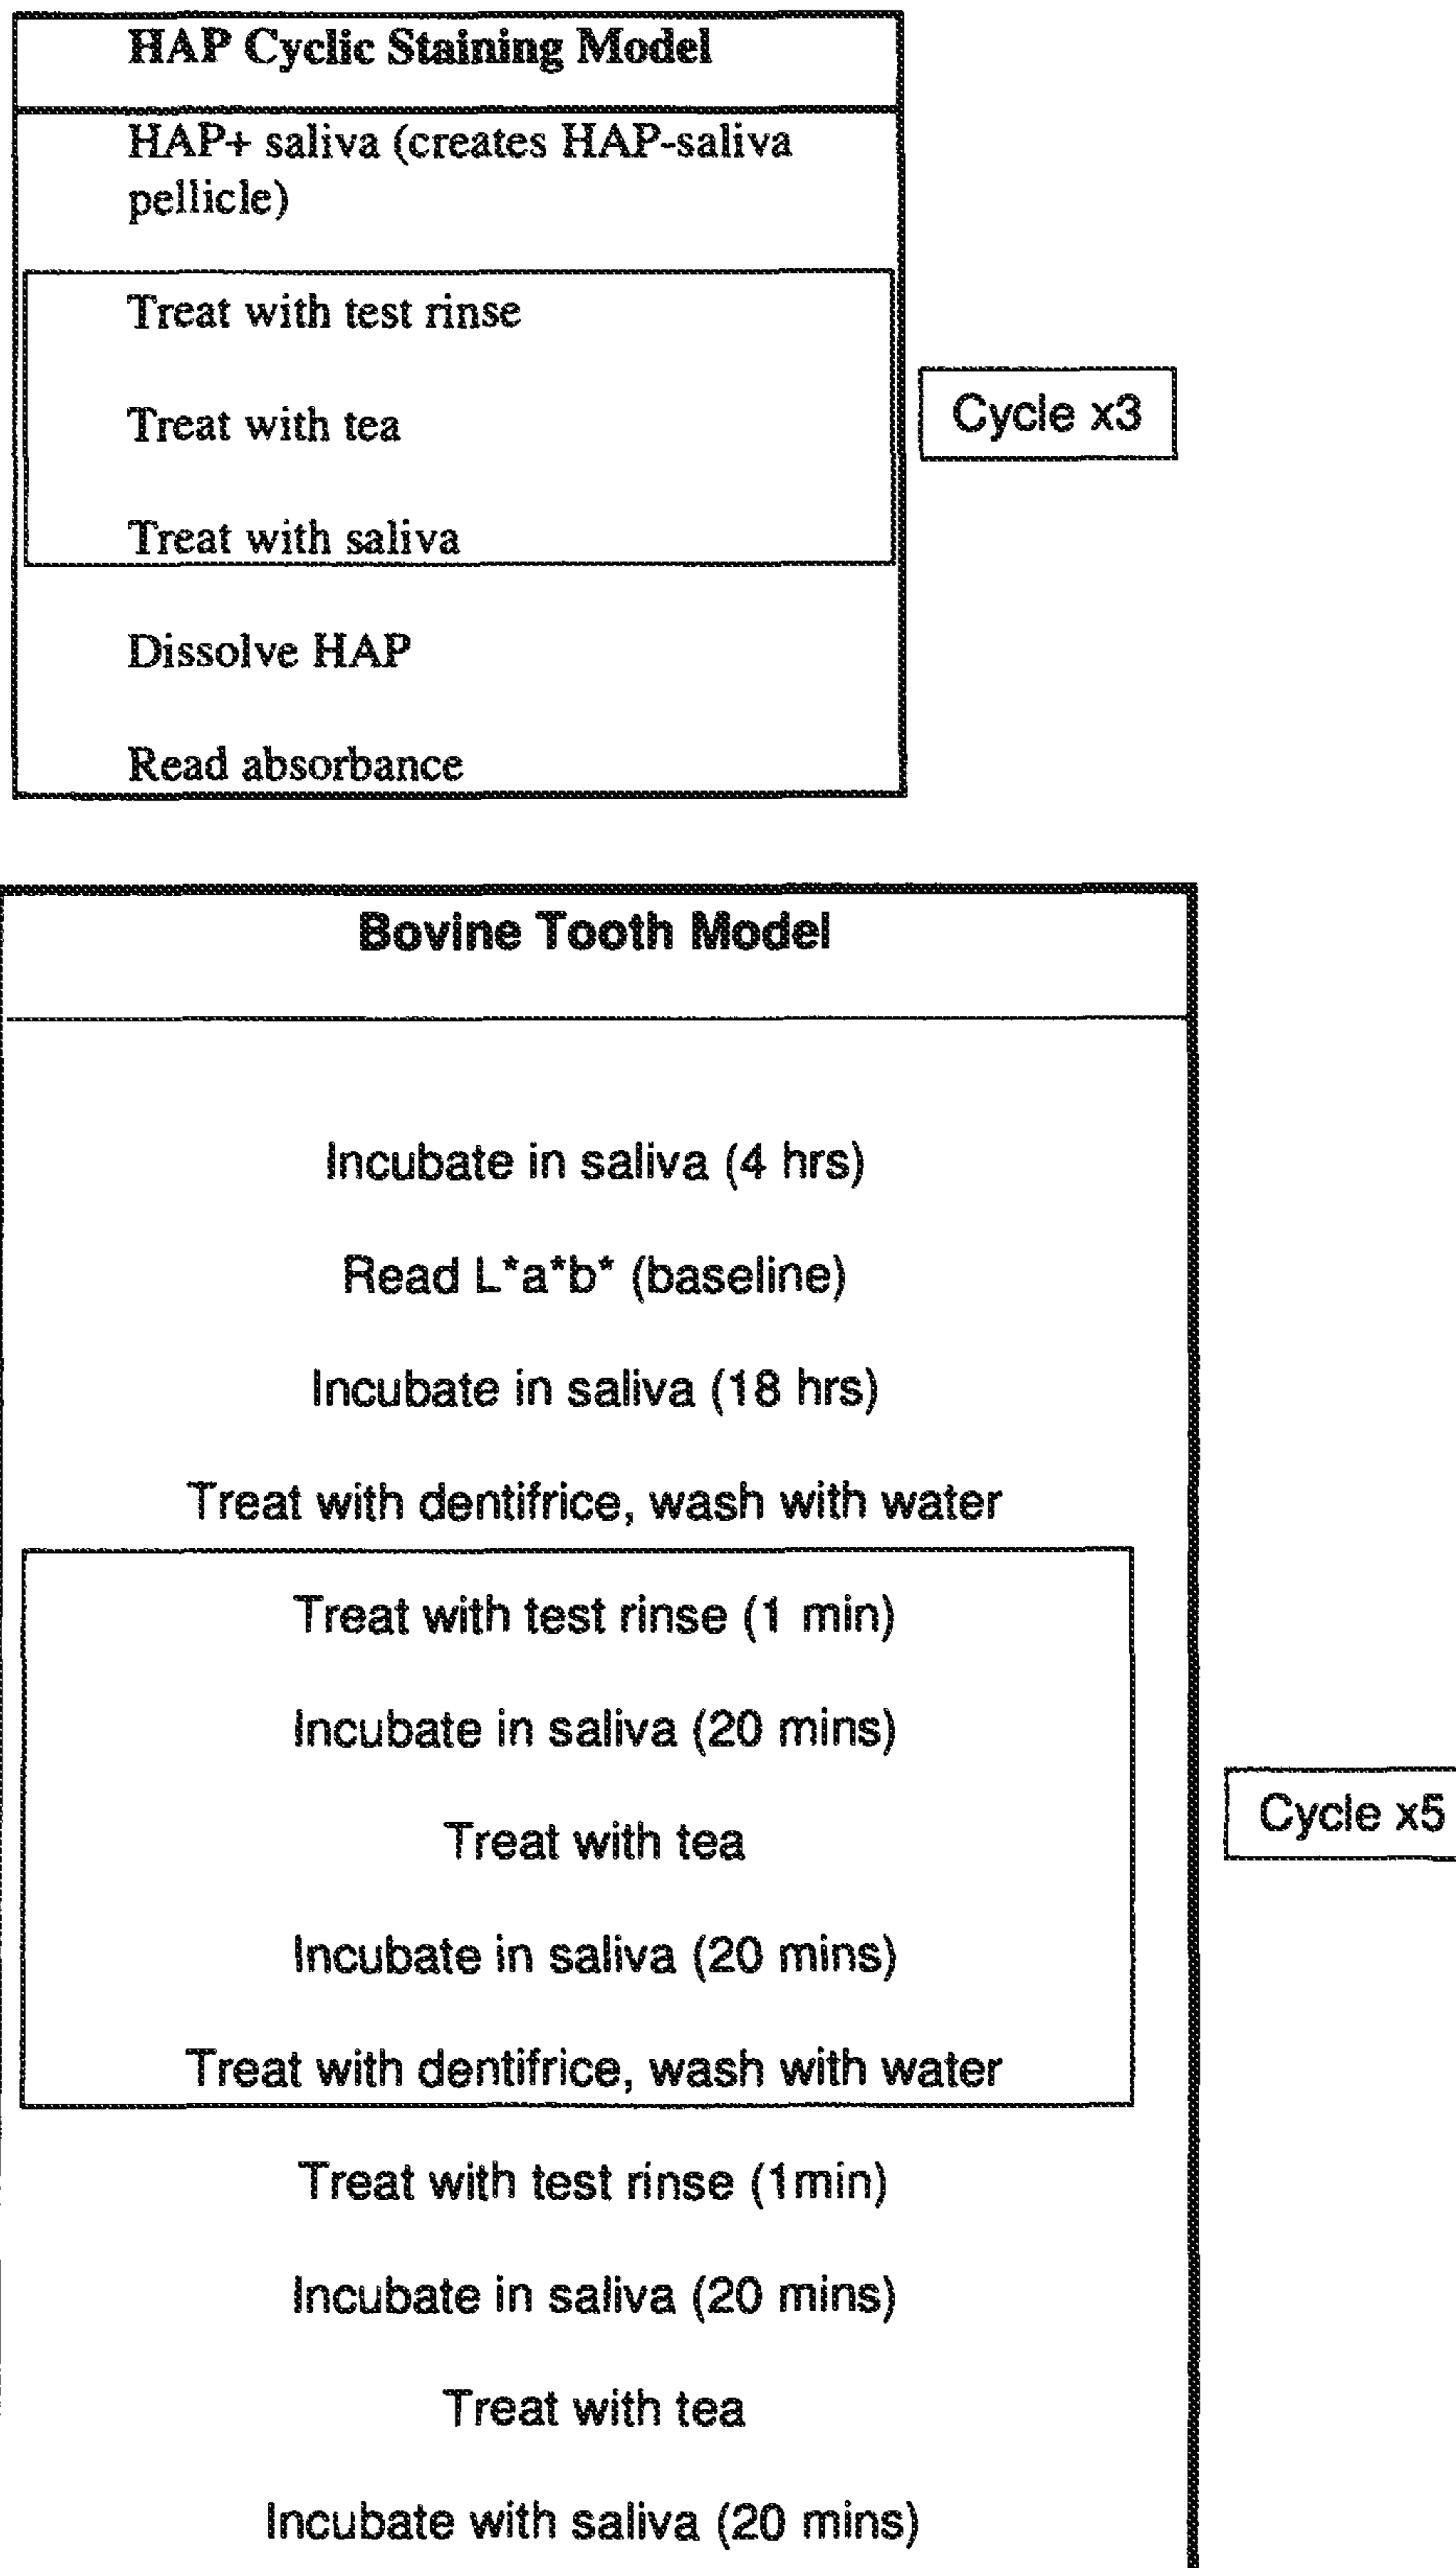 HAP Cyclic Staining Model
HAP+ saliva (creates HAP-saliva
pellicle)
Treat with test rinse
Cycle x3
Treat with tea
Treat with saliva
Dissolve HAP
Read absorbance
Bovine Tooth Model
Incubate in saliva (4 hrs)
Read L*a*b* (baseline)
Incubate in saliva (18 hrs)
Treat with dentifrice, wash with water
Treat with test rinse (1 min)
Incubate in saliva (20 mins)
Cycle x5
Treat with tea
Incubate in saliva (20 mins)
Treat with dentifrice, wash with water
Treat with test rinse (1min)
Incubate in saliva (20 mins)
Treat with tea
Incubate with saliva (20 mins)